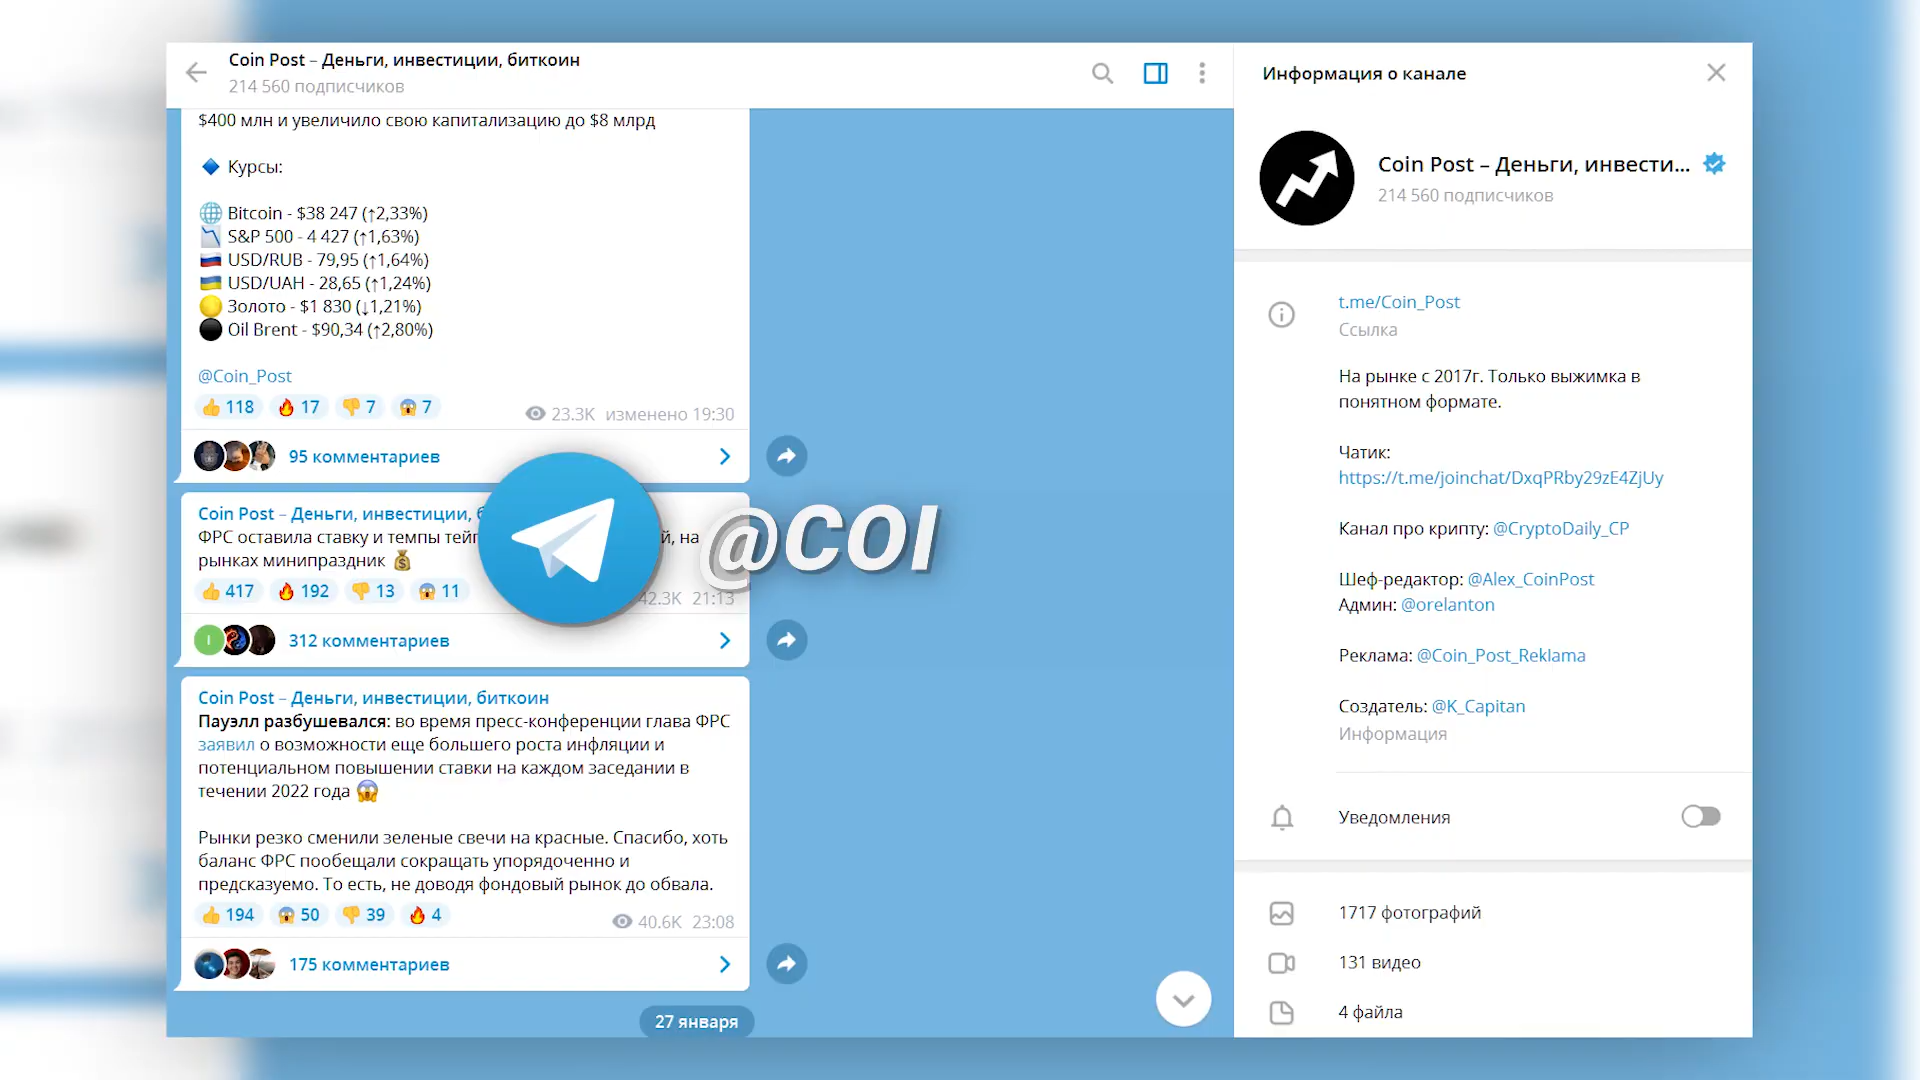 Coin Post – Деньги, инвестиции, биткоин
214 560 подписчиков
$400 млн и увеличило свою капитализацию до $8 млрд
Курсы:
Bitcoin - $38 247 (↑2,33%)
S&P 500 - 4 427 (↑1,63%)
USD/RUB - 79,95 (↑1,64%)
USD/UAH - 28,65 (↑1,24%)
Золото - $1 830 (↓1,21%)
Oil Brent - $90,34 (↑2,80%)
@Coin_Post
118 17 7 7
23.3K изменено 19:30
95 комментариев
Coin Post – Деньги, инвестиции,
ФРС оставила ставку и темпы на
рынках минипраздник
417 192 13 11
42.3K 21:13
312 комментариев
@COI
Coin Post – Деньги, инвестиции, биткоин
Пауэлл разбушевался: во время пресс-конференции глава ФРС
заявил о возможности еще большего роста инфляции и
потенциальном повышении ставки на каждом заседании в
течении 2022 года
Рынки резко сменили зеленые свечи на красные. Спасибо, хоть
баланс ФРС пообещали сокращать упорядоченно и
предсказуемо. То есть, не доводя фондовый рынок до обвала.
194 50 39 4
40.6K 23:08
175 комментариев
27 января
Информация о канале
Coin Post – Деньги, инвести...
214 560 подписчиков
t.me/Coin_Post
Ссылка
На рынке с 2017г. Только выжимка в
понятном формате.
Чатик:
https://t.me/joinchat/DxqPRby29zE4ZjUy
Канал про крипту: @CryptoDaily_CP
Шеф-редактор: @Alex_CoinPost
Админ: @orelanton
Реклама: @Coin_Post_Reklama
Создатель: @K_Capitan
Информация
Уведомления
1717 фотографий
131 видео
4 файла